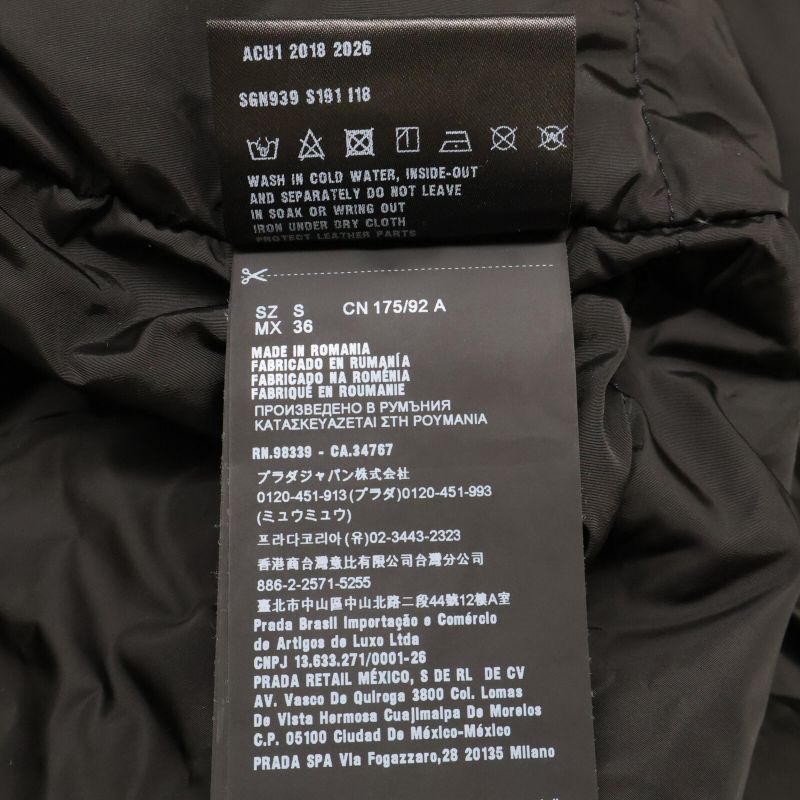 ACU1 2018 2026
SGN939 S191 I18
WASH IN COLD WATER, INSIDE-OUT
AND SEPARATELY DO NOT LEAVE
IN SOAK OR WRING OUT
IRON UNDER DRY CLOTH
PROTECT LEATHER PARTS
SZ S CN 175/92 A
MX 36
MADE IN ROMANIA
FABRICADO EN RUMANÍA
FABRICADO NA ROMÉNIA
FABRIQUÉ EN ROUMANIE
ПРОИЗВЕДЕНО В РУМЪНИЯ
ΚΑΤΑΣΚΕΥΑΖΕΤΑΙ ΣΤΗ ΡΟΥΜΑΝΙΑ
RN.98339 - CA.34767
プラダジャパン株式会社
0120-451-913(プラダ)0120-451-993
(ミュウミュウ)
프라다코리아(유)02-3443-2323
香港商台灣意比有限公司台灣分公司
886-2-2571-5255
臺北市中山區中山北路二段44號12樓A室
Prada Brasil Importação e Comércio
de Artigos de Luxo Ltda
CNPJ 13.633.271/0001-26
PRADA RETAIL MÉXICO, S DE RL DE CV
AV. Vasco De Quiroga 3800 Col. Lomas
De Vista Hermosa Cuajimalpa De Morelos
C.P. 05100 Ciudad De México-México
PRADA SPA Via Fogazzaro,28 20135 Milano